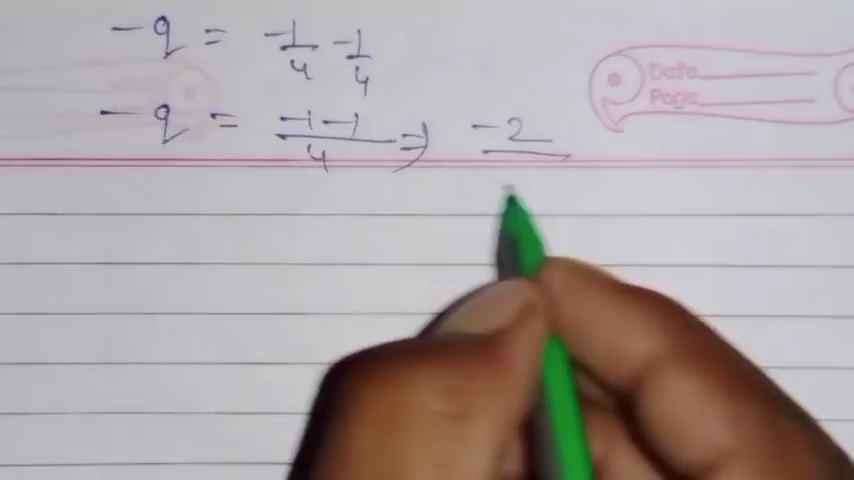 -q = -1/4 -1/4
Date
Page
-q = -1-1/4 ⇒ -2